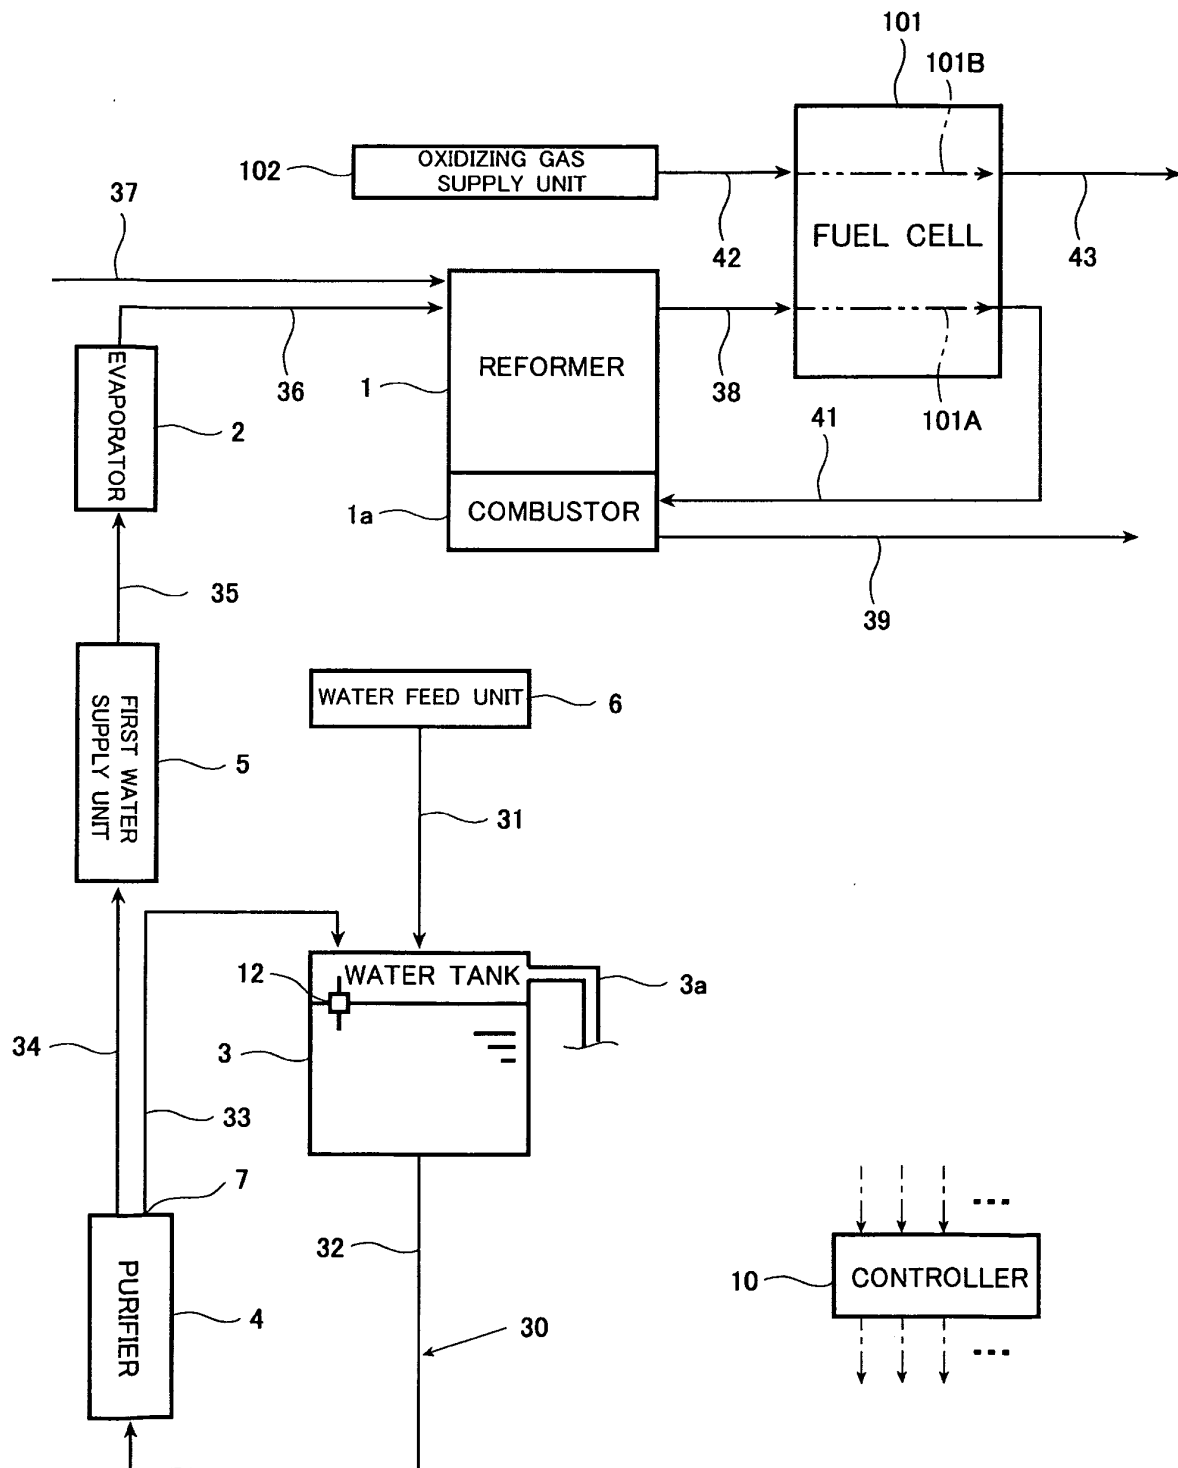 101
101B
OXIDIZING GAS
SUPPLY UNIT
102
37
42
FUEL CELL
43
36
38
REFORMER
1
101A
41
EVAPORATOR
2
COMBUSTOR
1a
39
35
WATER FEED UNIT
6
FIRST WATER
SUPPLY UNIT
5
31
12
WATER TANK
3a
34
3
33
7
32
10
CONTROLLER
PURIFIER
4
30